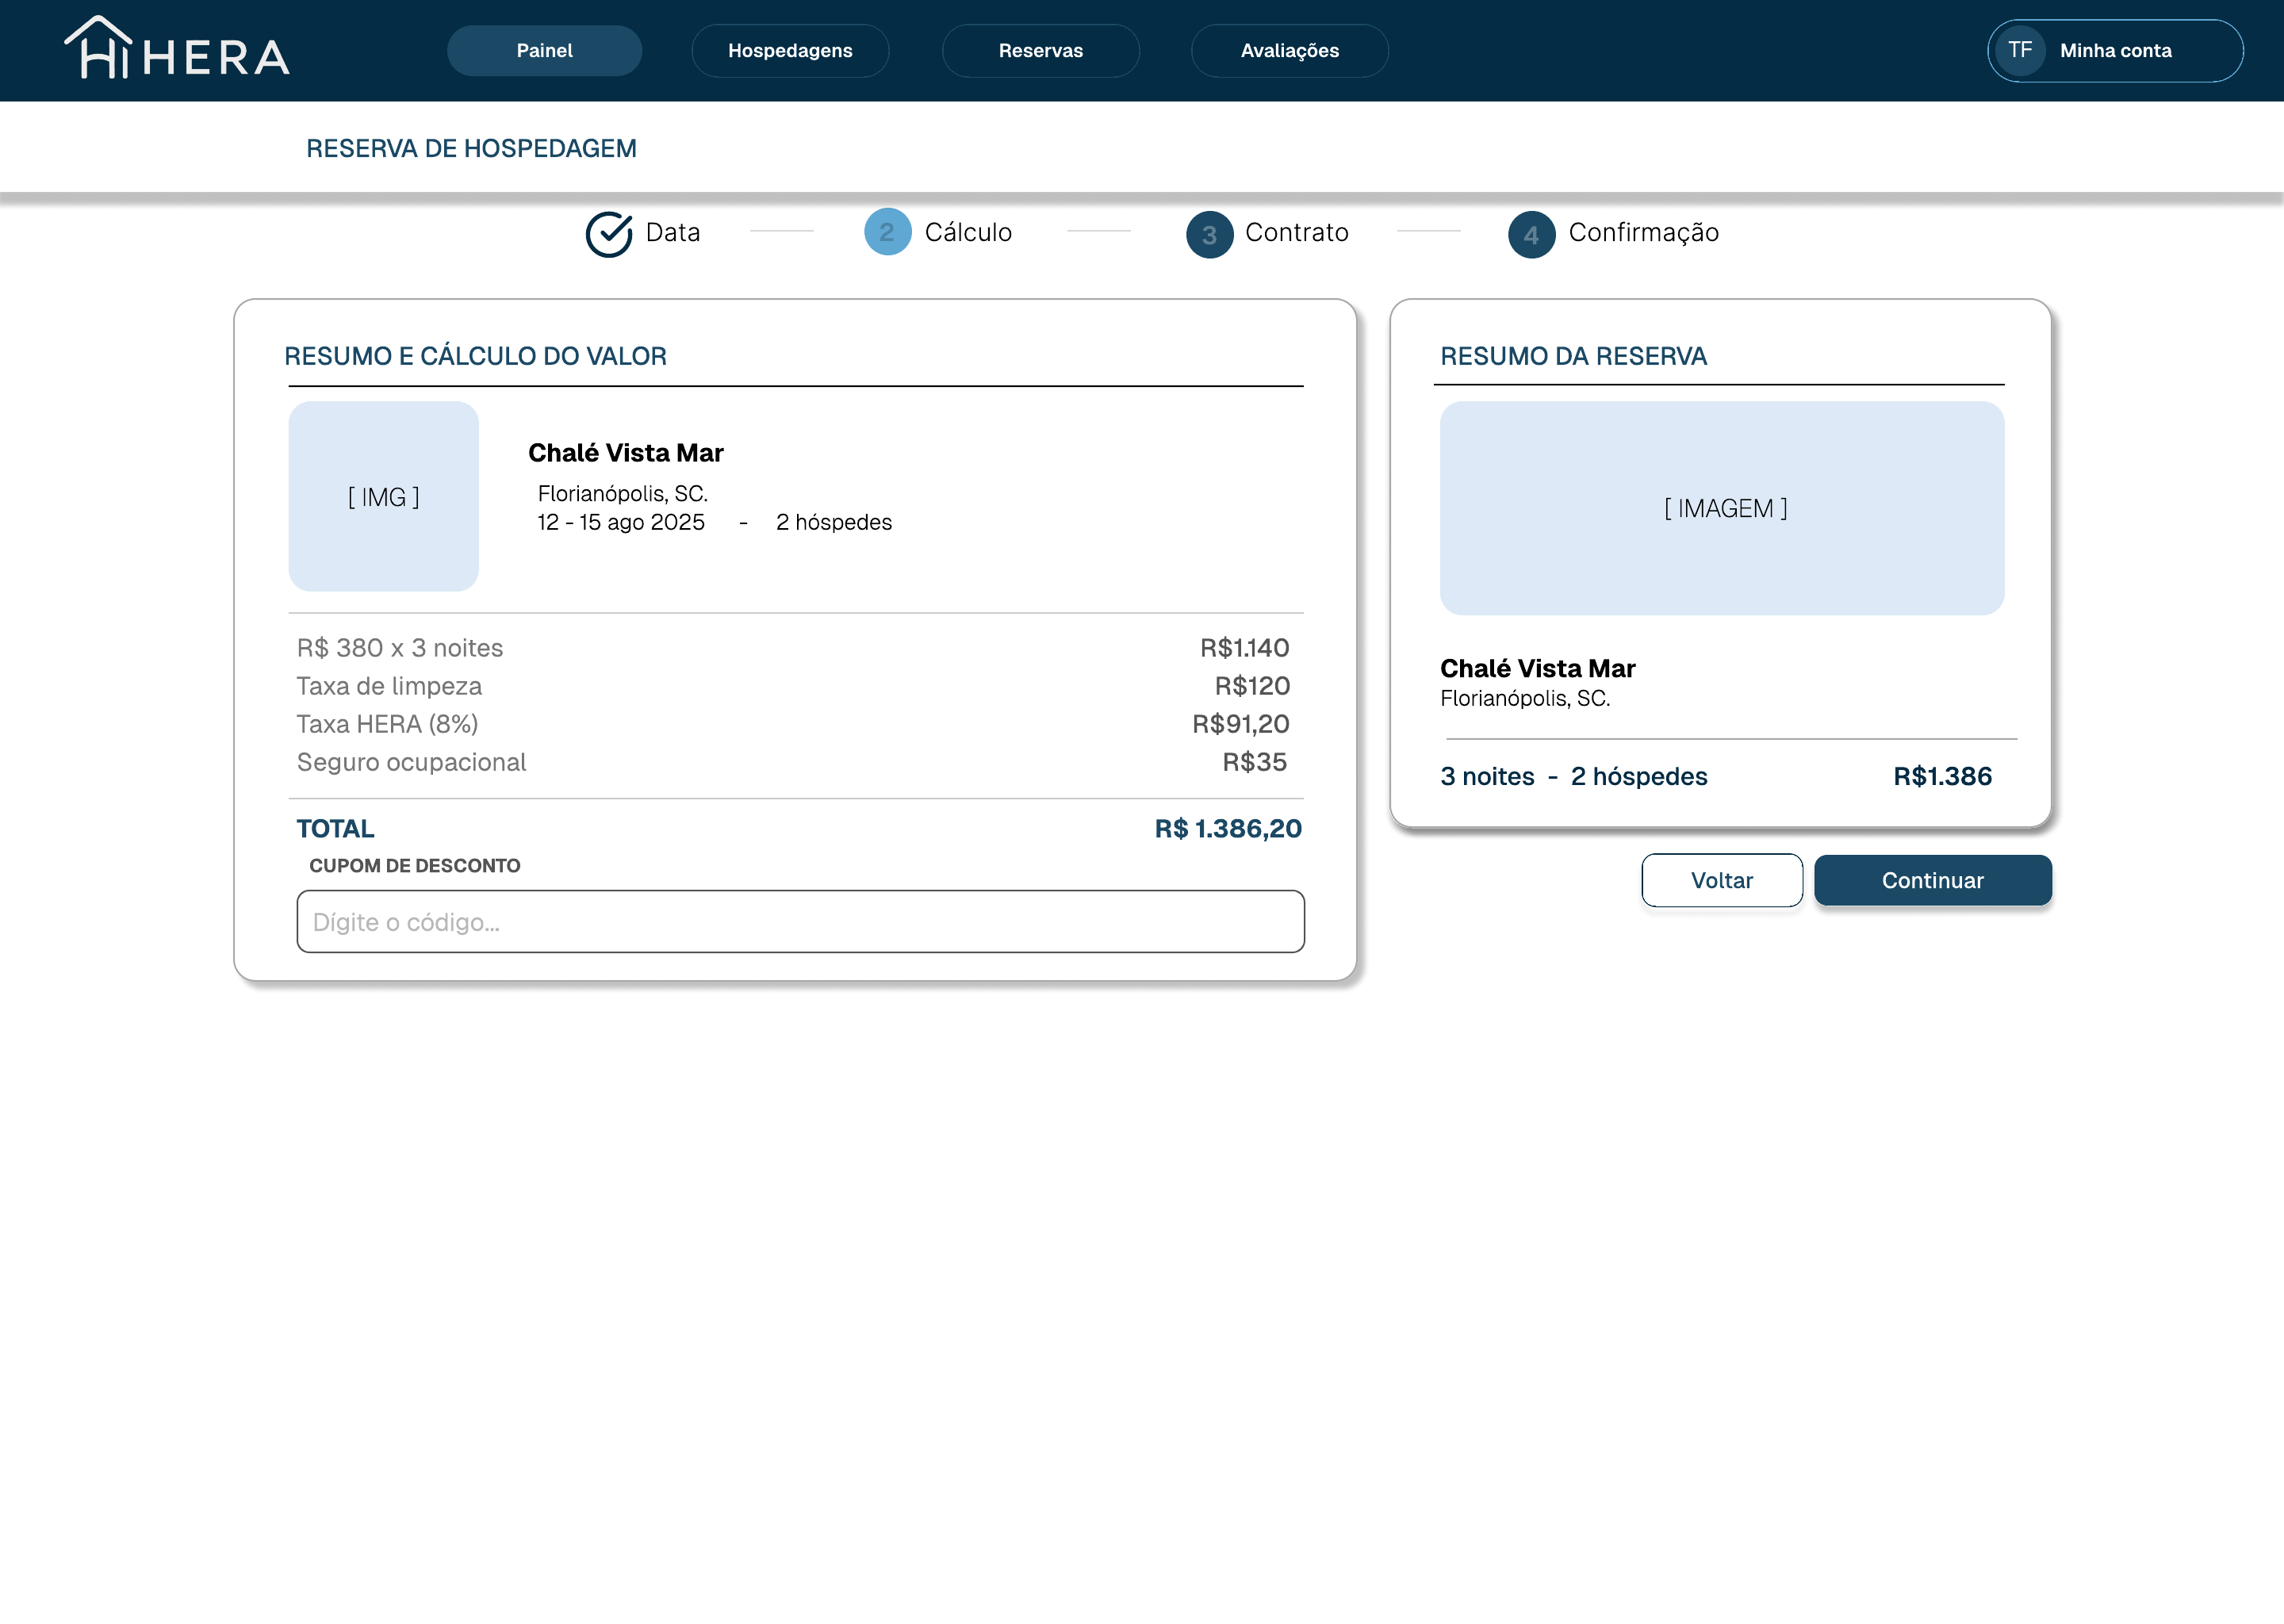 HERA
Painel
Hospedagens
Reservas
Avaliações
TF
Minha conta
RESERVA DE HOSPEDAGEM
Data
2
Cálculo
3
Contrato
4
Confirmação
RESUMO E CÁLCULO DO VALOR
[ IMG ]
Chalé Vista Mar
Florianópolis, SC.
12 - 15 ago 2025 - 2 hóspedes
R$ 380 x 3 noites R$1.140
Taxa de limpeza R$120
Taxa HERA (8%) R$91,20
Seguro ocupacional R$35
TOTAL R$ 1.386,20
CUPOM DE DESCONTO
Dígite o código...
RESUMO DA RESERVA
[ IMAGEM ]
Chalé Vista Mar
Florianópolis, SC.
3 noites - 2 hóspedes R$1.386
Voltar
Continuar